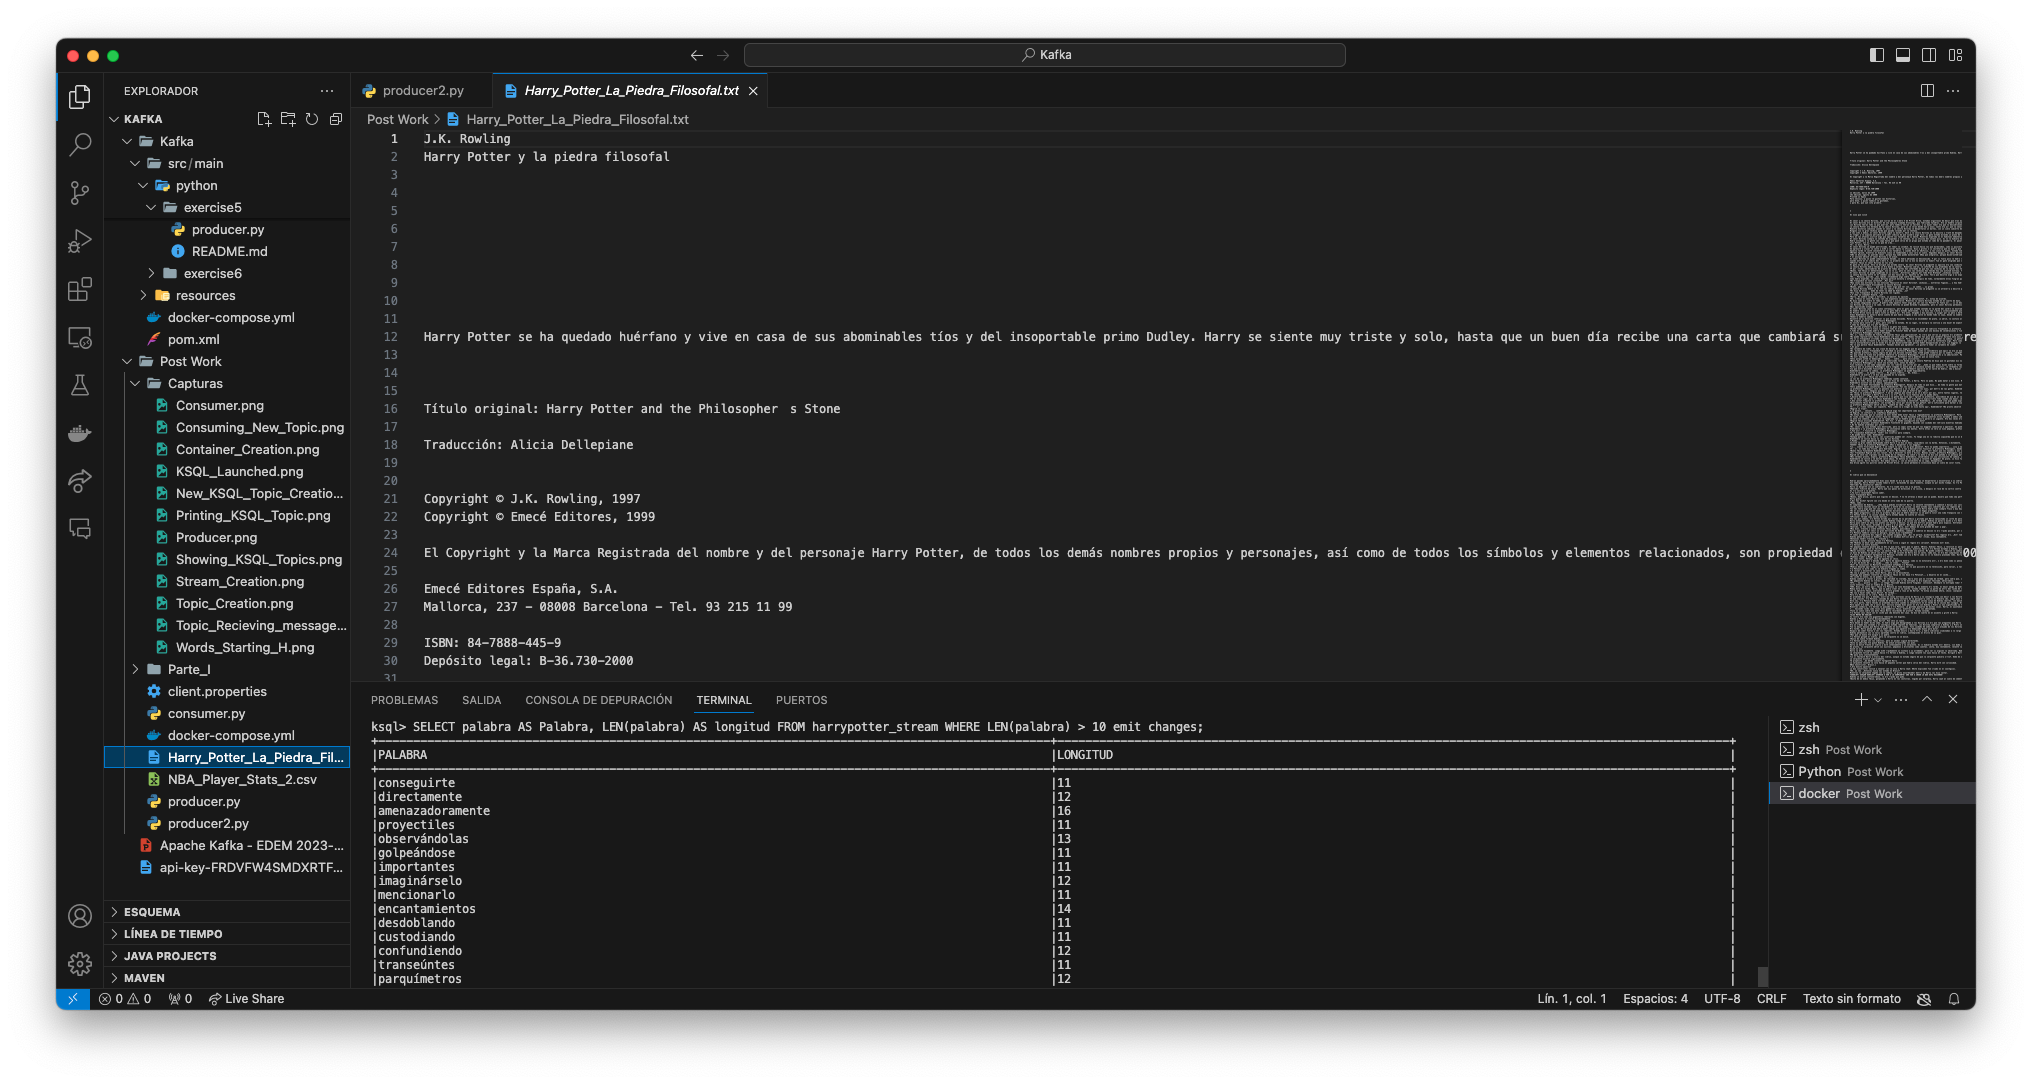 Kafka
EXPLORADOR
KAFKA
Kafka
src/main
python
exercise5
producer.py
README.md
exercise6
resources
docker-compose.yml
pom.xml
Post Work
Capturas
Consumer.png
Consuming_New_Topic.png
Container_Creation.png
KSQL_Launched.png
New_KSQL_Topic_Creatio...
Printing_KSQL_Topic.png
Producer.png
Showing_KSQL_Topics.png
Stream_Creation.png
Topic_Creation.png
Topic_Recieving_message...
Words_Starting_H.png
Parte_I
client.properties
consumer.py
docker-compose.yml
Harry_Potter_La_Piedra_Fil...
NBA_Player_Stats_2.csv
producer.py
producer2.py
Apache Kafka - EDEM 2023-...
api-key-FRDVFW4SMDXRTF...
ESQUEMA
LÍNEA DE TIEMPO
JAVA PROJECTS
MAVEN
producer2.py
Harry_Potter_La_Piedra_Filosofal.txt
Post Work > Harry_Potter_La_Piedra_Filosofal.txt
1 J.K. Rowling
2 Harry Potter y la piedra filosofal
3
4
5
6
7
8
9
10
11
12 Harry Potter se ha quedado huérfano y vive en casa de sus abominables tíos y del insoportable primo Dudley. Harry se siente muy triste y solo, hasta que un buen día recibe una carta que cambiará s re
13
14
15
16 Título original: Harry Potter and the Philosopher s Stone
17
18 Traducción: Alicia Dellepiane
19
20
21 Copyright © J.K. Rowling, 1997
22 Copyright © Emecé Editores, 1999
23
24 El Copyright y la Marca Registrada del nombre y del personaje Harry Potter, de todos los demás nombres propios y personajes, así como de todos los símbolos y elementos relacionados, son propiedad 00
25
26 Emecé Editores España, S.A.
27 Mallorca, 237 - 08008 Barcelona - Tel. 93 215 11 99
28
29 ISBN: 84-7888-445-9
30 Depósito legal: B-36.730-2000
31
PROBLEMAS SALIDA CONSOLA DE DEPURACIÓN TERMINAL PUERTOS
ksql> SELECT palabra AS Palabra, LEN(palabra) AS longitud FROM harrypotter_stream WHERE LEN(palabra) > 10 emit changes;
|PALABRA |LONGITUD |
|conseguirte |11 |
|directamente |12 |
|amenazadoramente |16 |
|proyectiles |11 |
|observándolas |13 |
|golpeándose |11 |
|importantes |11 |
|imaginárselo |12 |
|mencionarlo |11 |
|encantamientos |14 |
|desdoblando |11 |
|custodiando |11 |
|confundiendo |12 |
|transeúntes |11 |
|parquímetros |12 |
zsh
zsh Post Work
Python Post Work
docker Post Work
0 0 0 Live Share
Lín. 1, col. 1 Espacios: 4 UTF-8 CRLF Texto sin formato